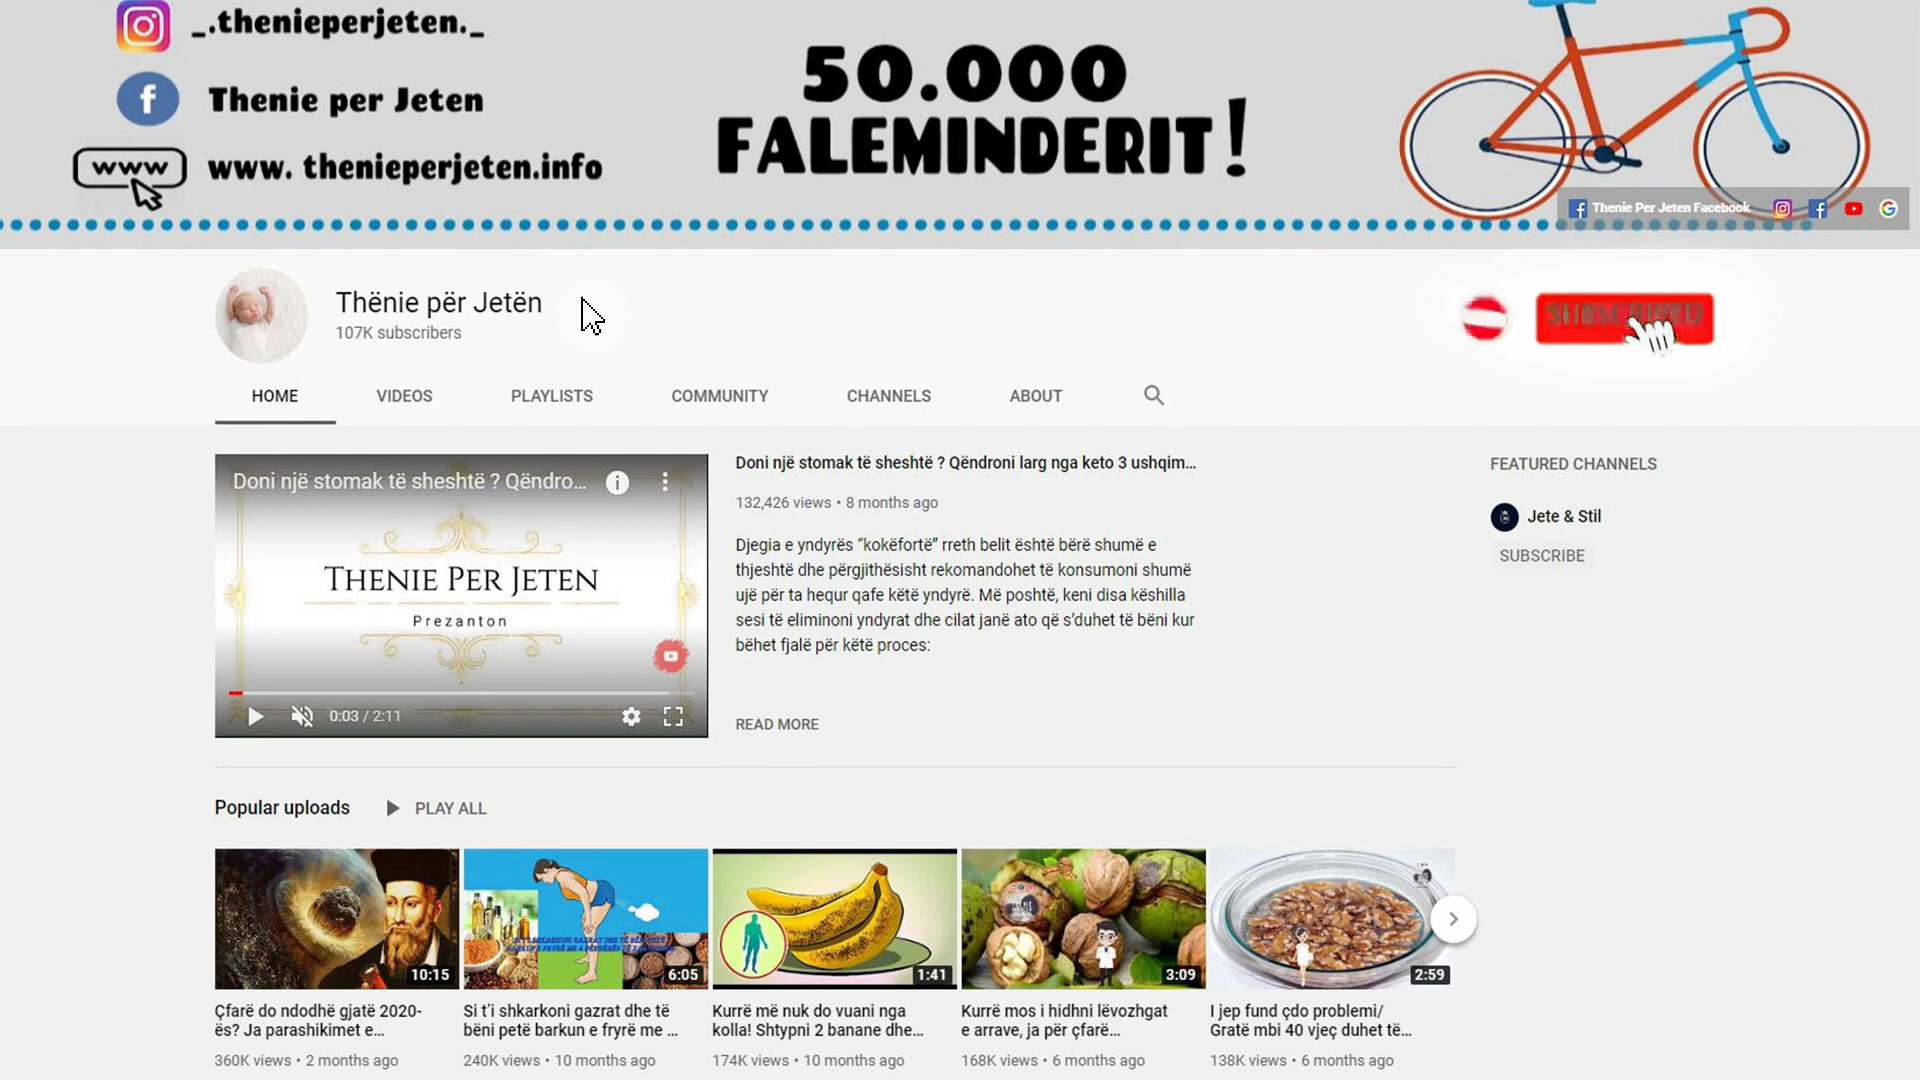 _.thenieperjeten._
Thenie per Jeten
www
www. thenieperjeten.info
50.000
FALEMINDERIT!
Thenie Per Jeten Facebook
Thënie për Jetën
107K subscribers
HOME
VIDEOS
PLAYLISTS
COMMUNITY
CHANNELS
ABOUT
Doni një stomak të sheshtë ? Qëndro...
THENIE PER JETEN
Prezanton
0:03 / 2:11
Doni një stomak të sheshtë ? Qëndroni larg nga keto 3 ushqim...
132,426 views • 8 months ago
Djegia e yndyrës “kokëfortë” rreth belit është bërë shumë e
thjeshtë dhe përgjithësisht rekomandohet të konsumoni shumë
ujë për ta hequr qafe këtë yndyrë. Më poshtë, keni disa këshilla
sesi të eliminoni yndyrat dhe cilat janë ato që s’duhet të bëni kur
bëhet fjalë për këtë proces:
READ MORE
FEATURED CHANNELS
Jete & Stil
SUBSCRIBE
Popular uploads
PLAY ALL
10:15
6:05
1:41
3:09
2:59
Çfarë do ndodhë gjatë 2020-
ës? Ja parashikimet e...
360K views • 2 months ago
Si t’i shkarkoni gazrat dhe të
bëni petë barkun e fryrë me ...
240K views • 10 months ago
Kurrë më nuk do vuani nga
kolla! Shtypni 2 banane dhe...
174K views • 10 months ago
Kurrë mos i hidhni lëvozhgat
e arrave, ja për çfarë...
168K views • 6 months ago
I jep fund çdo problemi/
Gratë mbi 40 vjeç duhet të...
138K views • 6 months ago